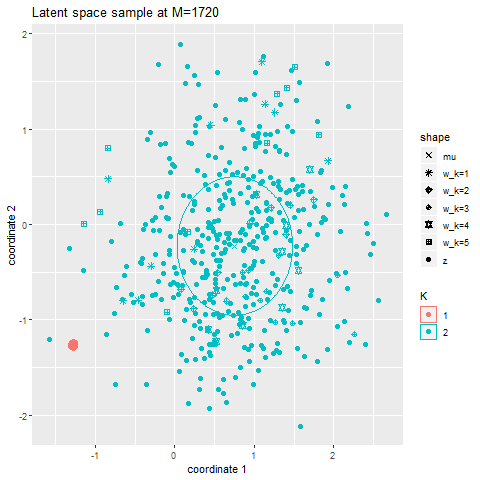 Latent space sample at M=1720
2
1
0
-1
-2
coordinate 2
-1
0
1
2
coordinate 1
shape
mu
w_k=1
w_k=2
w_k=3
w_k=4
w_k=5
z
K
1
2